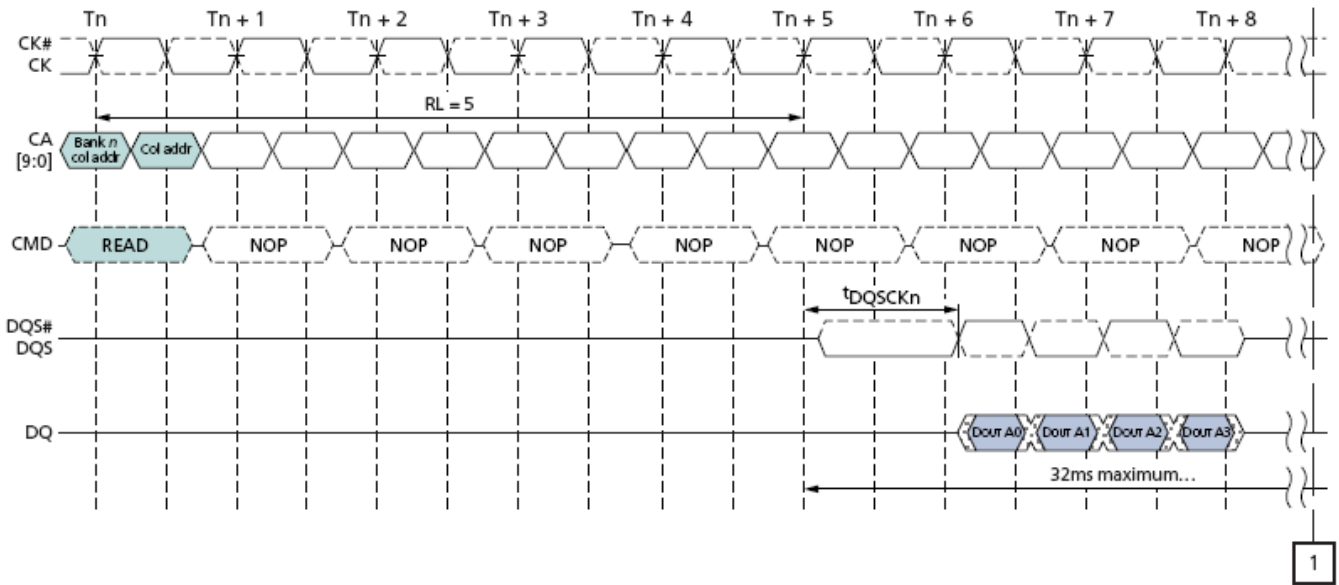 Tn Tn + 1 Tn + 2 Tn + 3 Tn + 4 Tn + 5 Tn + 6 Tn + 7 Tn + 8
CK#
CK
RL = 5
CA
[9:0]
Bank n
col addr
Col addr
CMD READ NOP NOP NOP NOP NOP NOP NOP NOP
tDQSCKn
DQS#
DQS
DQ DOUT A0 DOUT A1 DOUT A2 DOUT A3
32ms maximum…
1